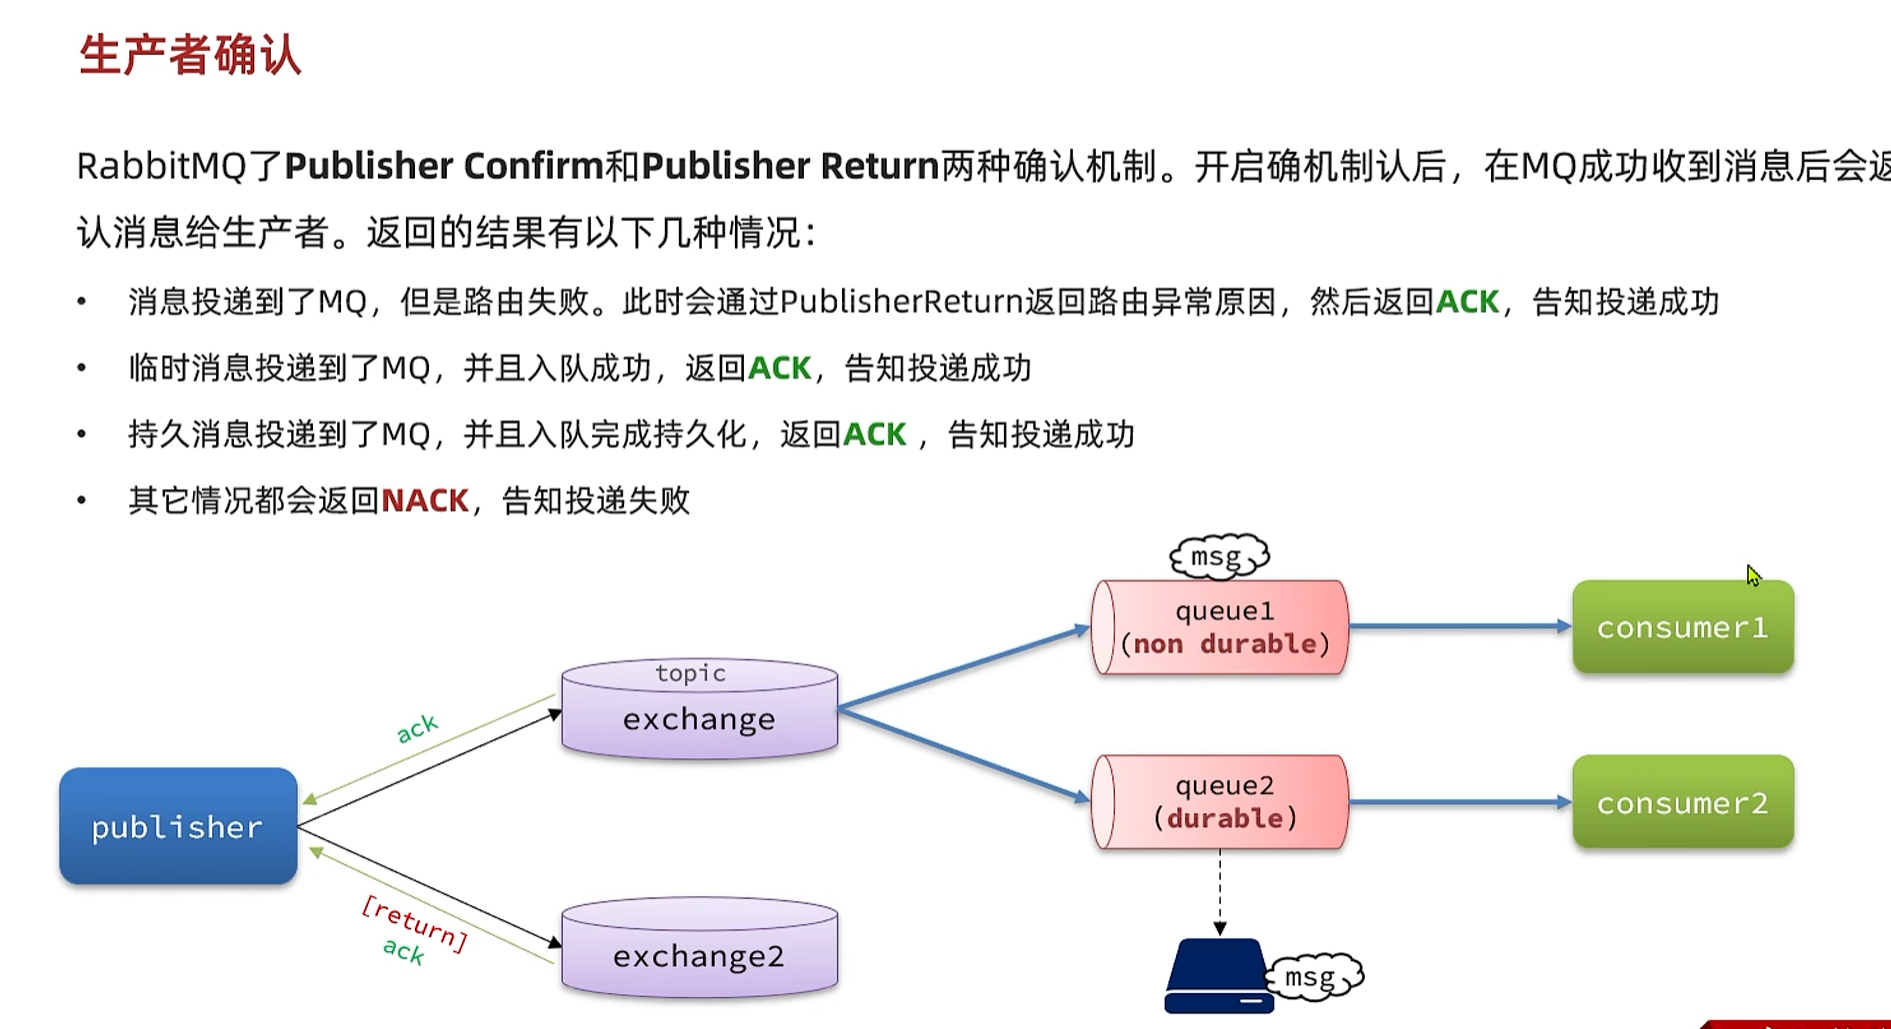 生产者确认
RabbitMQ了Publisher Confirm和Publisher Return两种确认机制。开启确机制认后，在MQ成功收到消息后会返
认消息给生产者。返回的结果有以下几种情况：
• 消息投递到了MQ，但是路由失败。此时会通过PublisherReturn返回路由异常原因，然后返回ACK，告知投递成功
• 临时消息投递到了MQ，并且入队成功，返回ACK，告知投递成功
• 持久消息投递到了MQ，并且入队完成持久化，返回ACK ，告知投递成功
• 其它情况都会返回NACK，告知投递失败
msg
queue1
(non durable)
consumer1
topic
exchange
ack
publisher
queue2
(durable)
consumer2
[return]
ack
exchange2
msg